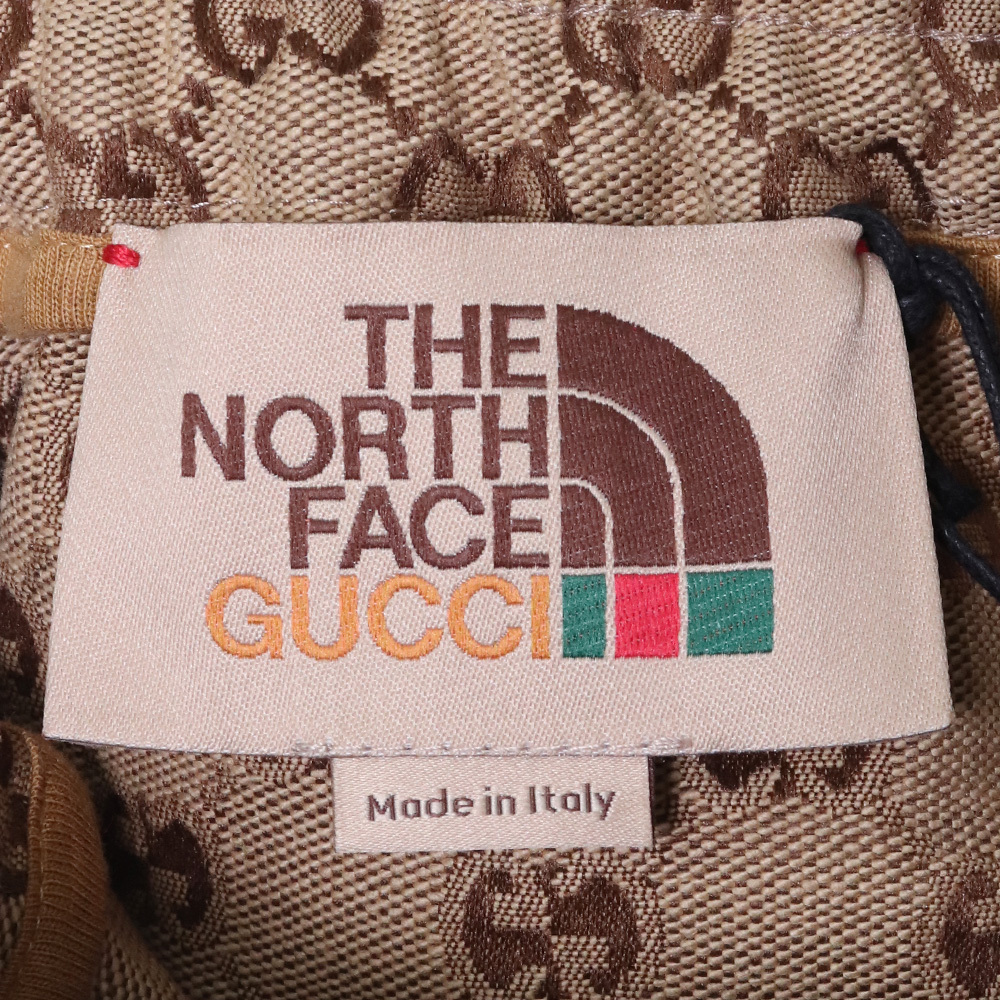 THE
NORTH
FACE
GUCCI
Made in Italy